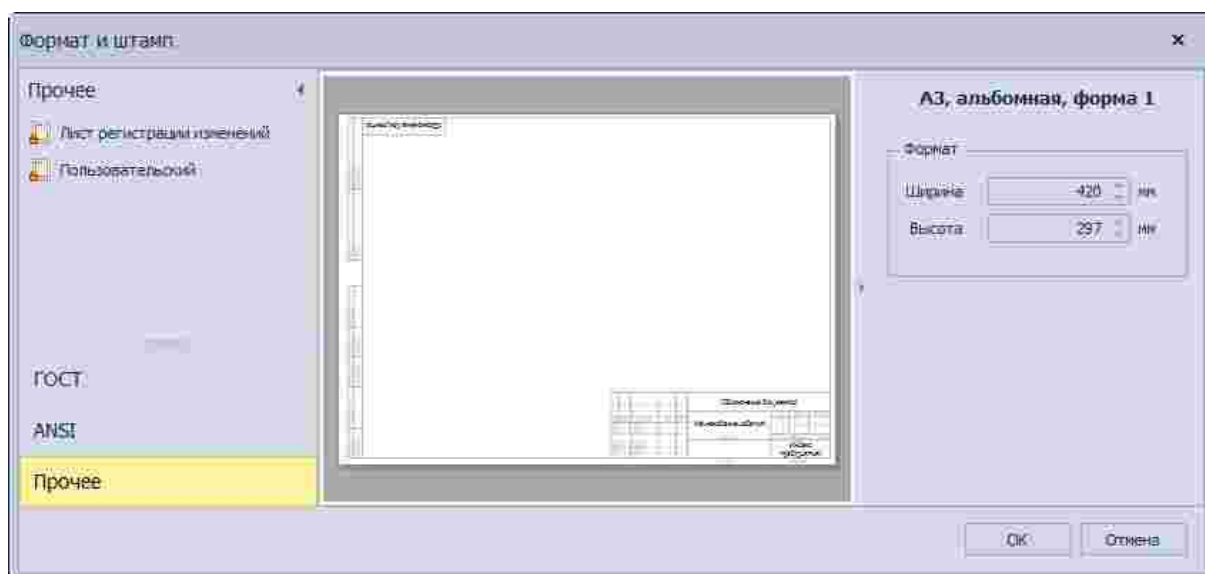 Формат и штамп
Прочее
Лист регистрации изменений
Пользовательский
ГОСТ
ANSI
Прочее
А3, альбомная, форма 1
Формат
Ширина 420 мм
Высота 297 мм
ОК Отмена